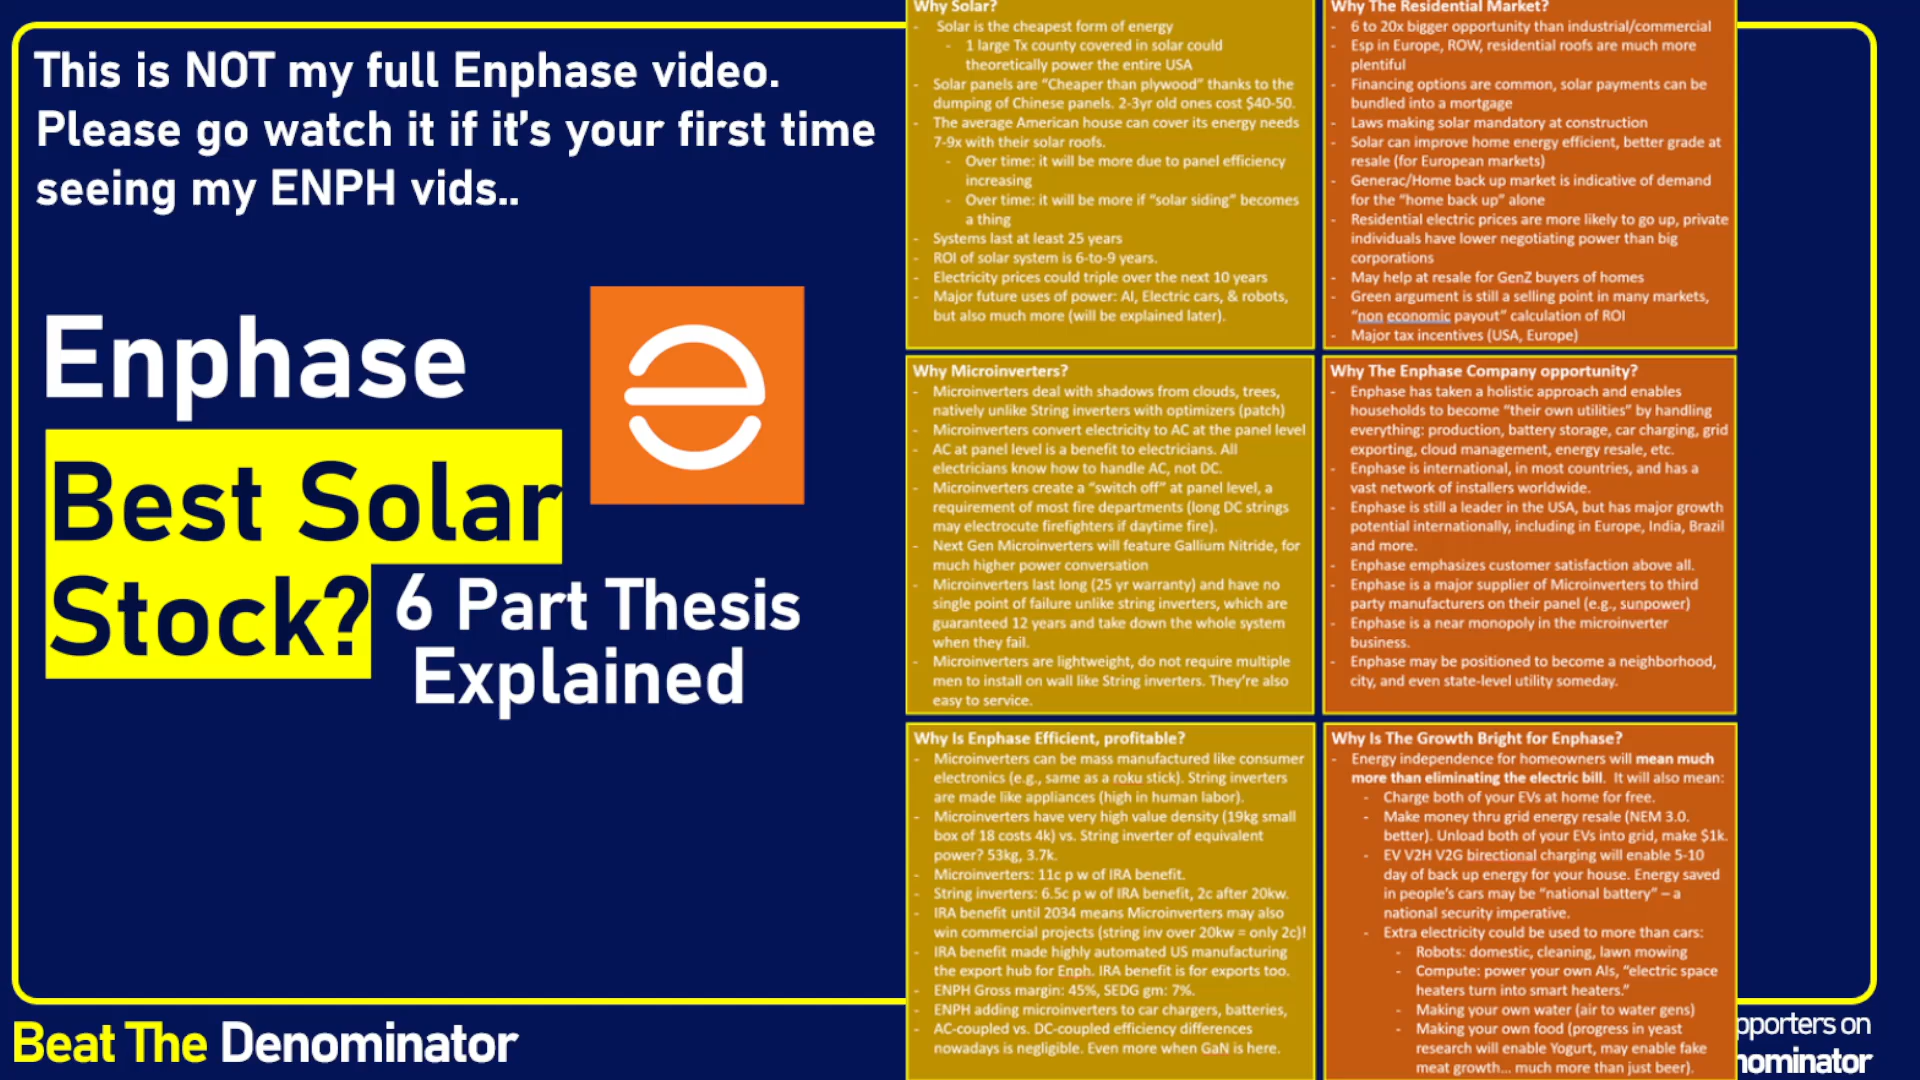 This is NOT my full Enphase video.
Please go watch it if it's your first time
seeing my ENPH vids..
Enphase
Best Solar
Stock?
6 Part Thesis
Explained
Beat The Denominator
Why Solar?
- Solar is the cheapest form of energy
- 1 large Tx county covered in solar could
theoretically power the entire USA
- Solar panels are "Cheaper than plywood" thanks to the
dumping of Chinese panels. 2-3yr old ones cost $40-50.
- The average American house can cover its energy needs
7-9x with their solar roofs.
- Over time: it will be more due to panel efficiency
increasing
- Over time: it will be more if "solar siding" becomes
a thing
- Systems last at least 25 years
- ROI of solar system is 6-to-9 years.
- Electricity prices could triple over the next 10 years
- Major future uses of power: AI, Electric cars, & robots,
but also much more (will be explained later).
Why The Residential Market?
- 6 to 20x bigger opportunity than industrial/commercial
- Esp in Europe, ROW, residential roofs are much more
plentiful
- Financing options are common, solar payments can be
bundled into a mortgage
- Laws making solar mandatory at construction
- Solar can improve home energy efficient, better grade at
resale (for European markets)
- Generac/Home back up market is indicative of demand
for the "home back up" alone
- Residential electric prices are more likely to go up, private
individuals have lower negotiating power than big
corporations
- May help at resale for GenZ buyers of homes
- Green argument is still a selling point in many markets,
"non economic payout" calculation of ROI
- Major tax incentives (USA, Europe)
Why Microinverters?
- Microinverters deal with shadows from clouds, trees,
natively unlike String inverters with optimizers (patch)
- Microinverters convert electricity to AC at the panel level
- AC at panel level is a benefit to electricians. All
electricians know how to handle AC, not DC.
- Microinverters create a "switch off" at panel level, a
requirement of most fire departments (long DC strings
may electrocute firefighters if daytime fire).
- Next Gen Microinverters will feature Gallium Nitride, for
much higher power conversation
- Microinverters last long (25 yr warranty) and have no
single point of failure unlike string inverters, which are
guaranteed 12 years and take down the whole system
when they fail.
- Microinverters are lightweight, do not require multiple
men to install on wall like String inverters. They're also
easy to service.
Why The Enphase Company opportunity?
- Enphase has taken a holistic approach and enables
households to become "their own utilities" by handling
everything: production, battery storage, car charging, grid
exporting, cloud management, energy resale, etc.
- Enphase is international, in most countries, and has a
vast network of installers worldwide.
- Enphase is still a leader in the USA, but has major growth
potential internationally, including in Europe, India, Brazil
and more.
- Enphase emphasizes customer satisfaction above all.
- Enphase is a major supplier of Microinverters to third
party manufacturers on their panel (e.g., sunpower)
- Enphase is a near monopoly in the microinverter
business.
- Enphase may be positioned to become a neighborhood,
city, and even state-level utility someday.
Why Is Enphase Efficient, profitable?
- Microinverters can be mass manufactured like consumer
electronics (e.g., same as a roku stick). String inverters
are made like appliances (high in human labor).
- Microinverters have very high value density (19kg small
box of 18 costs 4k) vs. String inverter of equivalent
power? 53kg, 3.7k.
- Microinverters: 11c p w of IRA benefit.
- String inverters: 6.5c p w of IRA benefit, 2c after 20kw.
- IRA benefit until 2034 means Microinverters may also
win commercial projects (string inv over 20kw = only 2c)!
- IRA benefit made highly automated US manufacturing
the export hub for Enph. IRA benefit is for exports too.
- ENPH Gross margin: 45%, SEDG gm: 7%.
- ENPH adding microinverters to car chargers, batteries,
- AC-coupled vs. DC-coupled efficiency differences
nowadays is negligible. Even more when GaN is here.
Why Is The Growth Bright for Enphase?
- Energy independence for homeowners will mean much
more than eliminating the electric bill. It will also mean:
- Charge both of your EVs at home for free.
- Make money thru grid energy resale (NEM 3.0.
better). Unload both of your EVs into grid, make $1k.
- EV V2H V2G birectional charging will enable 5-10
day of back up energy for your house. Energy saved
in people's cars may be "national battery" – a
national security imperative.
- Extra electricity could be used to more than cars:
- Robots: domestic, cleaning, lawn mowing
- Compute: power your own AIs, "electric space
heaters turn into smart heaters."
- Making your own water (air to water gens)
- Making your own food (progress in yeast
research will enable Yogurt, may enable fake
meat growth... much more than just beer).
pporters on
nominator